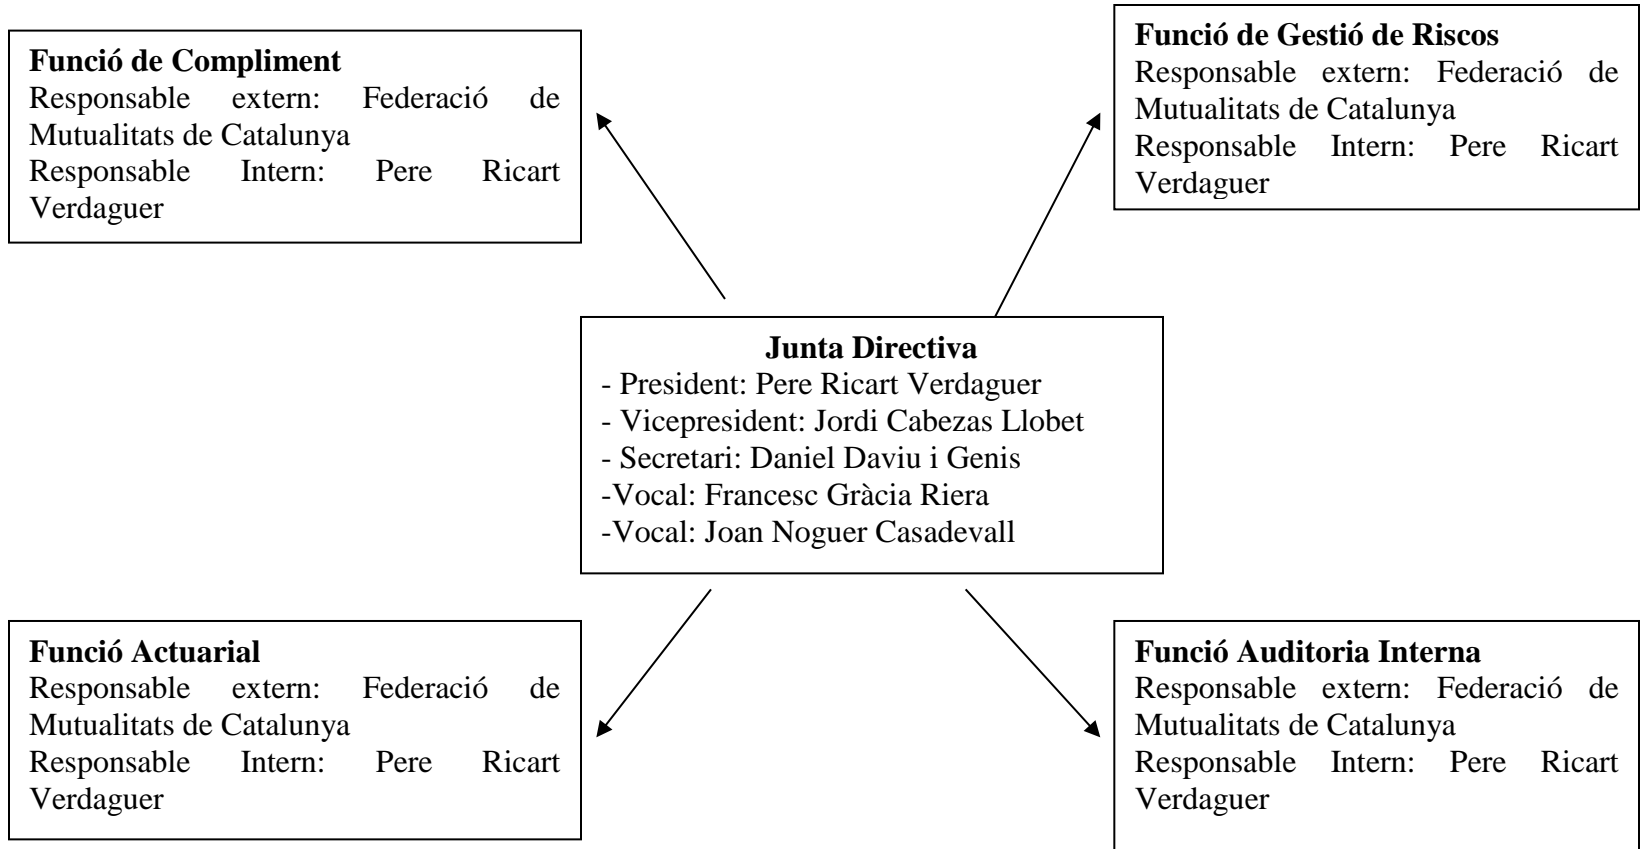 Funció de Compliment
Responsable extern: Federació de
Mutualitats de Catalunya
Responsable Intern: Pere Ricart
Verdaguer
Funció de Gestió de Riscos
Responsable extern: Federació de
Mutualitats de Catalunya
Responsable Intern: Pere Ricart
Verdaguer
Junta Directiva
- President: Pere Ricart Verdaguer
- Vicepresident: Jordi Cabezas Llobet
- Secretari: Daniel Daviu i Genis
-Vocal: Francesc Gràcia Riera
-Vocal: Joan Noguer Casadevall
Funció Actuarial
Responsable extern: Federació de
Mutualitats de Catalunya
Responsable Intern: Pere Ricart
Verdaguer
Funció Auditoria Interna
Responsable extern: Federació de
Mutualitats de Catalunya
Responsable Intern: Pere Ricart
Verdaguer